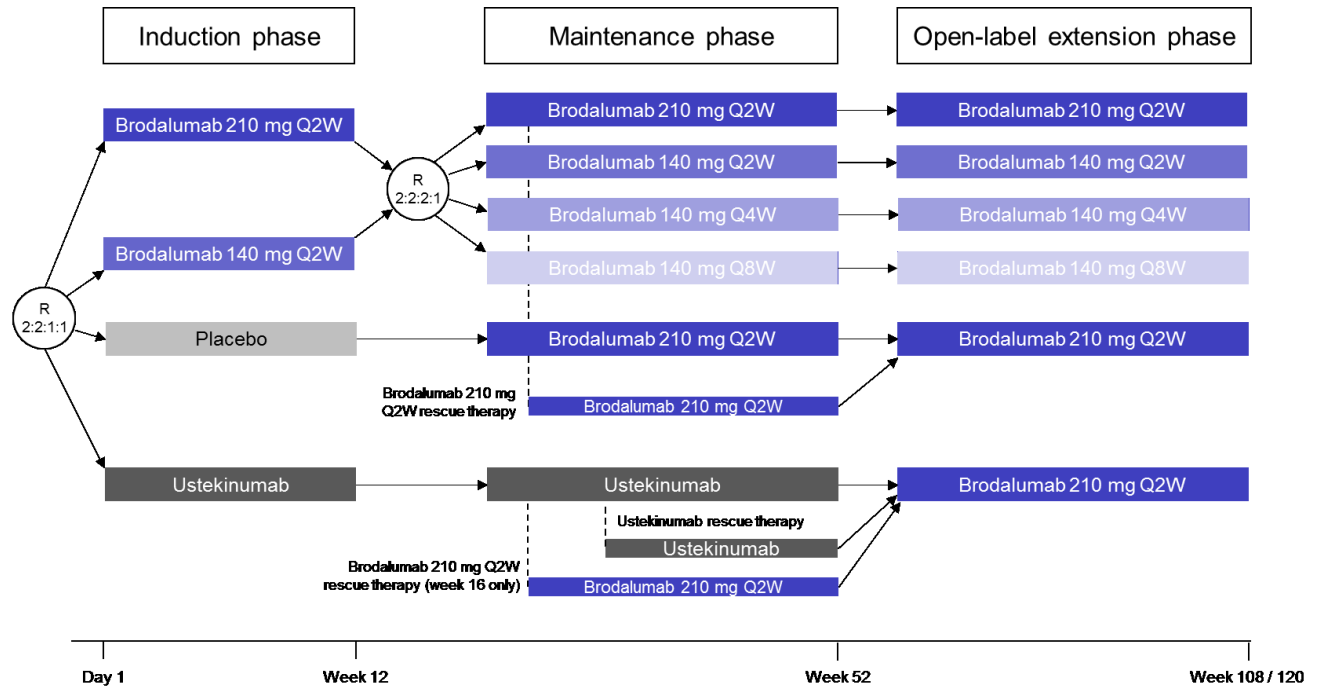 Induction phase
Maintenance phase
Open-label extension phase
Brodalumab 210 mg Q2W
Brodalumab 210 mg Q2W
Brodalumab 210 mg Q2W
Brodalumab 140 mg Q2W
Brodalumab 140 mg Q2W
R
2:2:2:1
Brodalumab 140 mg Q4W
Brodalumab 140 mg Q4W
Brodalumab 140 mg Q2W
Brodalumab 140 mg Q8W
Brodalumab 140 mg Q8W
R
2:2:1:1
Placebo
Brodalumab 210 mg Q2W
Brodalumab 210 mg Q2W
Brodalumab 210 mg
Q2W rescue therapy
Brodalumab 210 mg Q2W
Ustekinumab
Ustekinumab
Brodalumab 210 mg Q2W
Ustekinumab rescue therapy
Ustekinumab
Brodalumab 210 mg Q2W
rescue therapy (week 16 only)
Brodalumab 210 mg Q2W
Day 1
Week 12
Week 52
Week 108 / 120